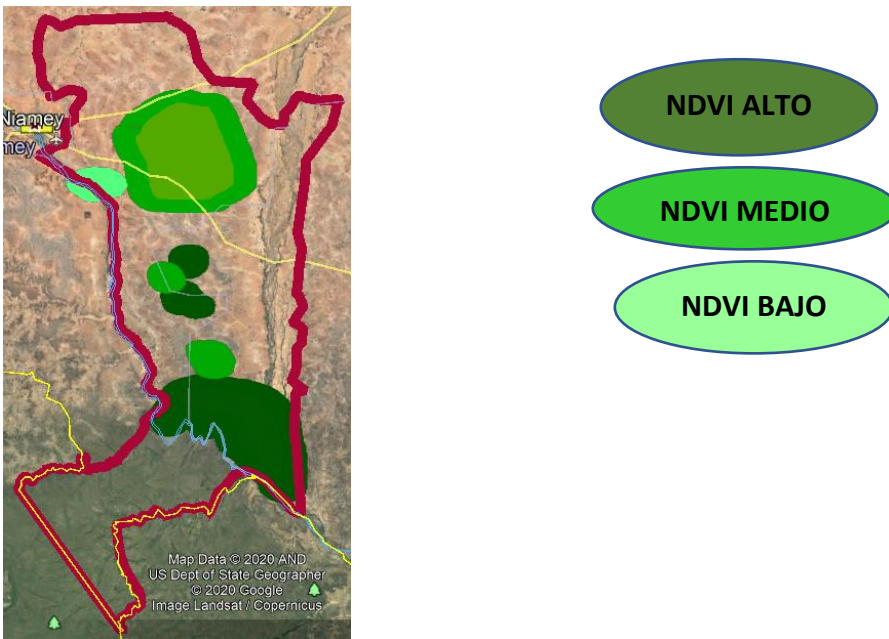 Niamey
mey
NDVI ALTO
NDVI MEDIO
NDVI BAJO
Map Data © 2020 AND
US Dept of State Geographer
© 2020 Google
Image Landsat / Copernicus